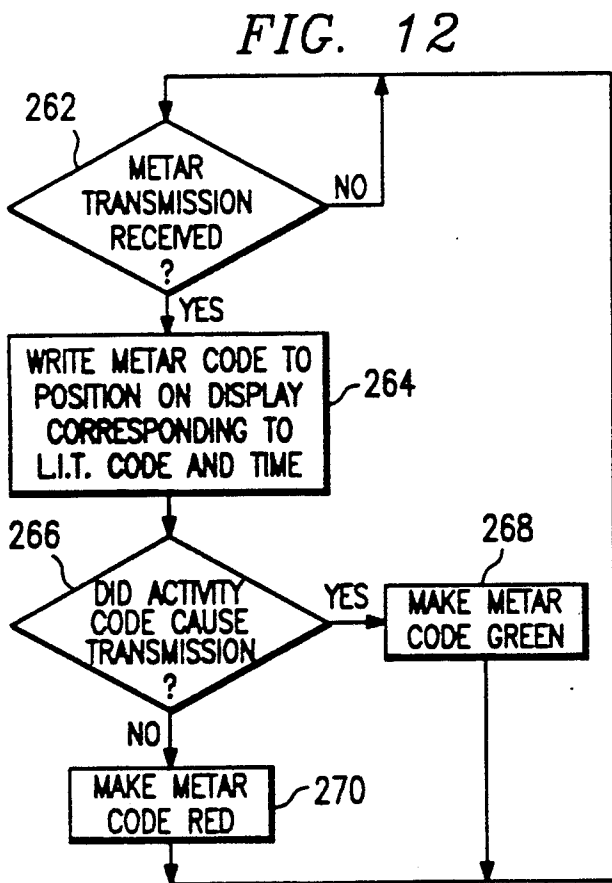 FIG. 12
262
METAR
TRANSMISSION
RECEIVED
?
NO
YES
WRITE METAR CODE TO
POSITION ON DISPLAY
CORRESPONDING TO
L.I.T. CODE AND TIME
264
266
DID ACTIVITY
CODE CAUSE
TRANSMISSION
?
YES
268
MAKE METAR
CODE GREEN
NO
MAKE METAR
CODE RED
270